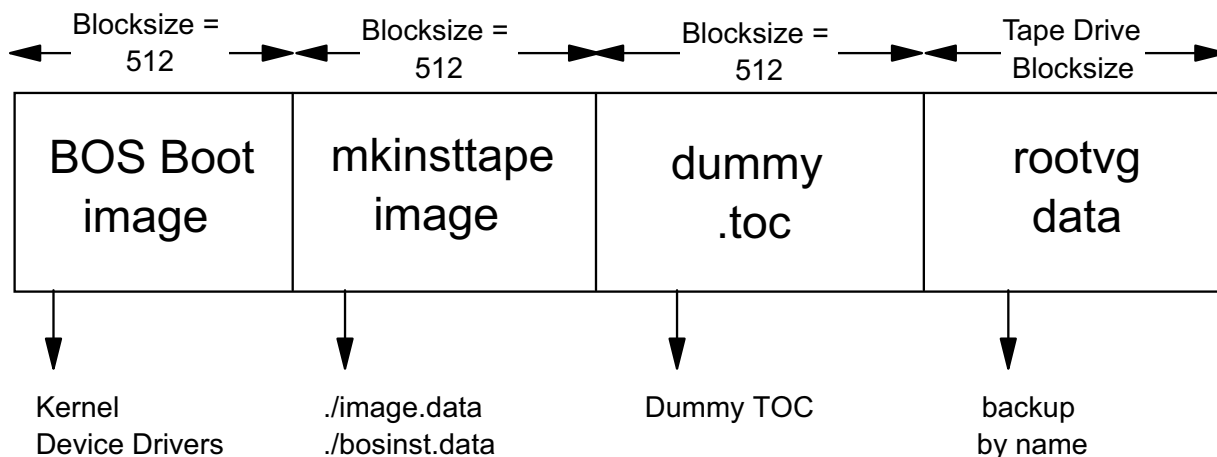 Blocksize =
512
Blocksize =
512
Blocksize =
512
Tape Drive
Blocksize
BOS Boot
image
mkinsttape
image
dummy
.toc
rootvg
data
Kernel
Device Drivers
./image.data
./bosinst.data
Dummy TOC
backup
by name